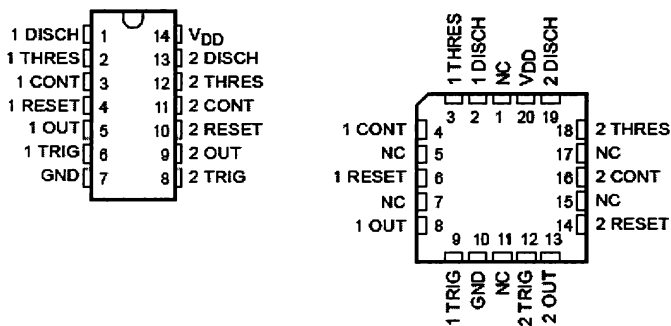 1 DISCH 1 14 VDD
1 THRES 2 13 2 DISCH
1 CONT 3 12 2 THRES
1 RESET 4 11 2 CONT
1 OUT 5 10 2 RESET
1 TRIG 6 9 2 OUT
GND 7 8 2 TRIG
1 THRES
1 DISCH
NC
VDD
2 DISCH
3 2 1 20 19
1 CONT 4 18 2 THRES
NC 5 17 NC
1 RESET 6 16 2 CONT
NC 7 15 NC
1 OUT 8 14 2 RESET
9 10 11 12 13
1 TRIG
GND
NC
2 TRIG
2 OUT